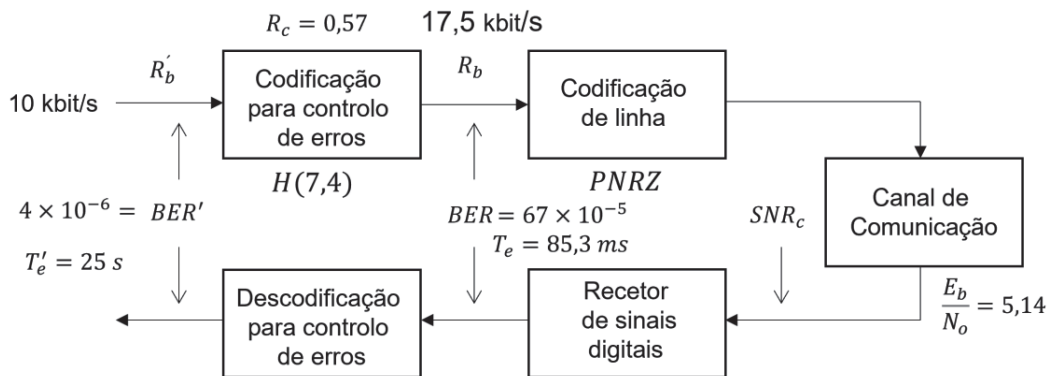 R_c = 0,57
17,5 kbit/s
R_b^´
10 kbit/s
Codificação
para controlo
de erros
R_b
Codificação
de linha
H(7,4)
PNRZ
Canal de
Comunicação
4 × 10^{-6} = BER′
T_e′ = 25 s
BER = 67 × 10^{-5}
T_e = 85,3 ms
SNR_c
Descodificação
para controlo
de erros
Recetor
de sinais
digitais
E_b/N_o = 5,14